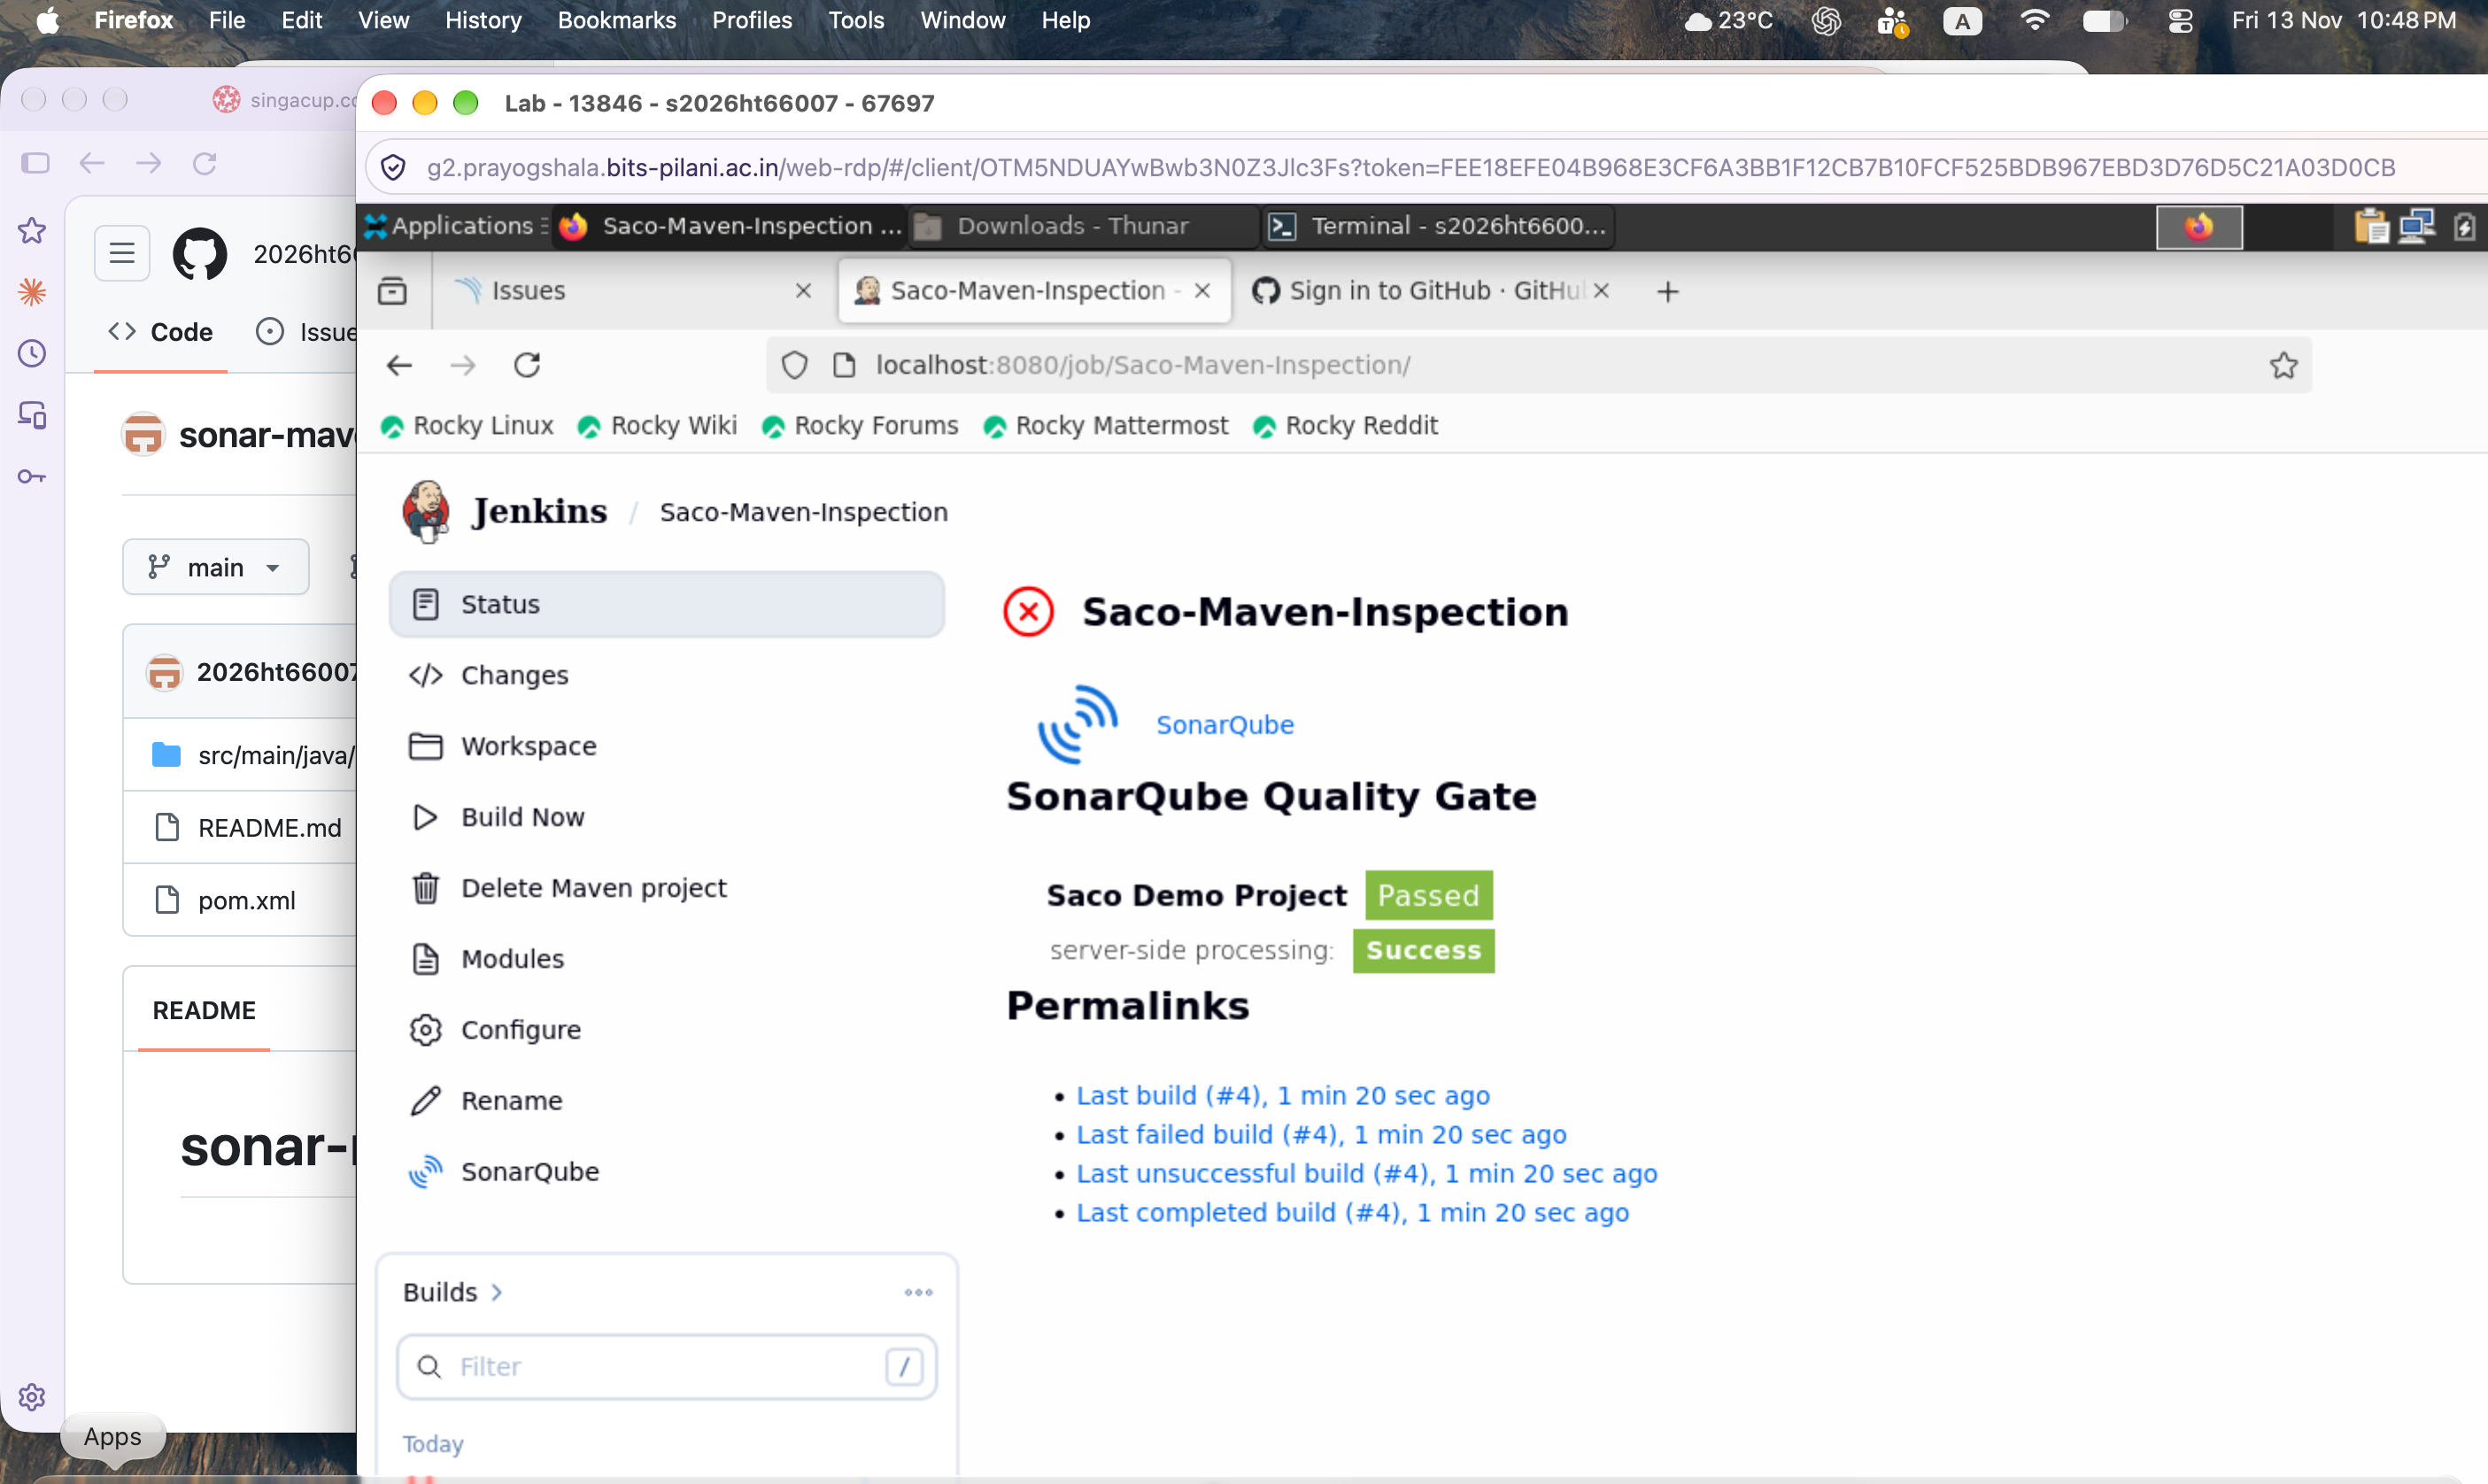 Firefox File Edit View History Bookmarks Profiles Tools Window Help 23°C A Fri 13 Nov 10:48 PM
singacup.co
Lab - 13846 - s2026ht66007 - 67697
g2.prayogshala.bits-pilani.ac.in/web-rdp/#/client/OTM5NDUAYwBwb3N0Z3Jlc3Fs?token=FEE18EFE04B968E3CF6A3BB1F12CB7B10FCF525BDB967EBD3D76D5C21A03D0CB
Applications Saco-Maven-Inspection ... Downloads - Thunar Terminal - s2026ht6600...
2026ht66
Issues Saco-Maven-Inspection - Sign in to GitHub · GitHu
Code Issue
localhost:8080/job/Saco-Maven-Inspection/
Rocky Linux Rocky Wiki Rocky Forums Rocky Mattermost Rocky Reddit
sonar-mav
Jenkins / Saco-Maven-Inspection
main
Status
Saco-Maven-Inspection
2026ht66007
Changes
SonarQube
src/main/java/
Workspace
SonarQube Quality Gate
README.md
Build Now
pom.xml
Delete Maven project
Saco Demo Project Passed
server-side processing: Success
Modules
README
Permalinks
Configure
Last build (#4), 1 min 20 sec ago
Rename
Last failed build (#4), 1 min 20 sec ago
sonar-
Last unsuccessful build (#4), 1 min 20 sec ago
SonarQube
Last completed build (#4), 1 min 20 sec ago
Builds
Filter /
Apps
Today